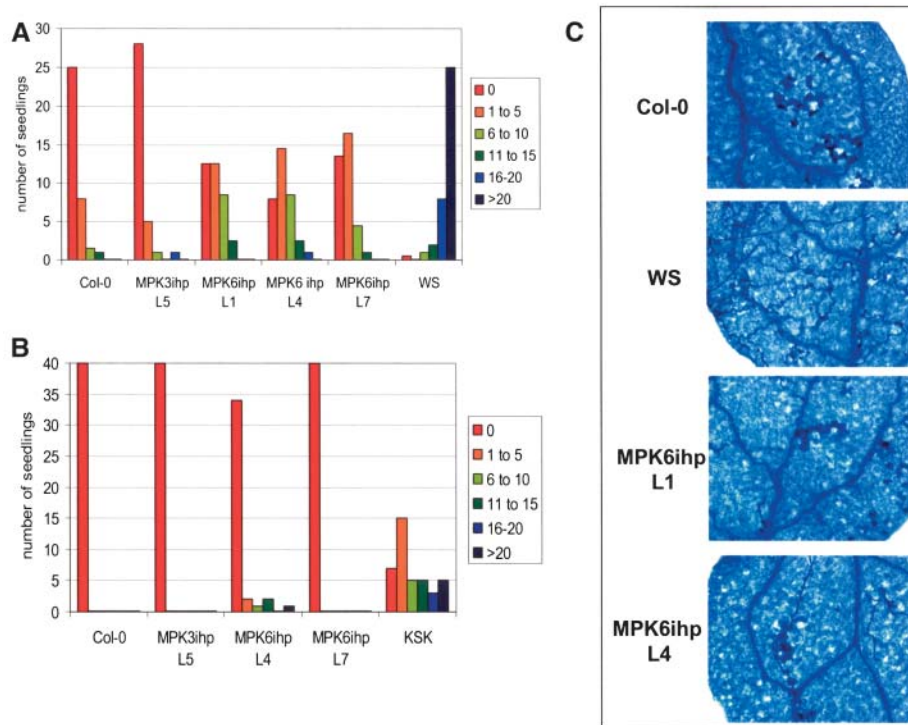 A
number of seedlings
30
25
20
15
10
5
0
Col-0
MPK3ihp
L5
MPK6ihp
L1
MPK6 ihp
L4
MPK6ihp
L7
WS
0
1 to 5
6 to 10
11 to 15
16-20
>20
B
number of seedlings
40
35
30
25
20
15
10
5
0
Col-0
MPK3ihp
L5
MPK6ihp
L4
MPK6ihp
L7
KSK
0
1 to 5
6 to 10
11 to 15
16-20
>20
C
Col-0
WS
MPK6ihp
L1
MPK6ihp
L4